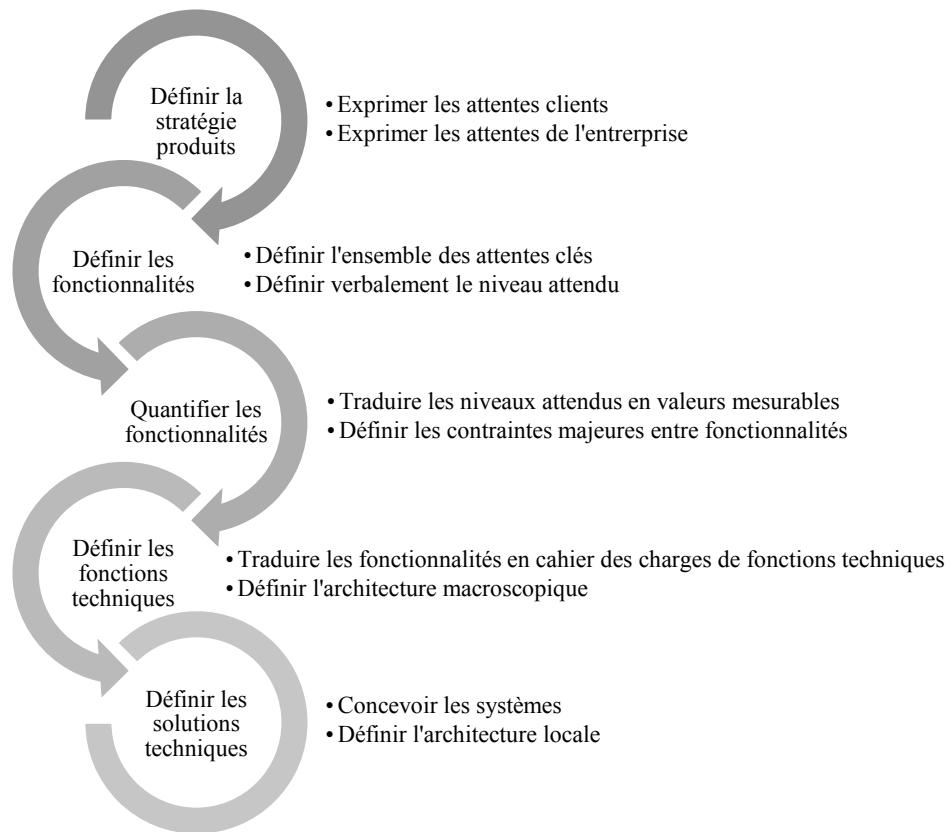 Définir la
stratégie
produits
• Exprimer les attentes clients
• Exprimer les attentes de l'entrerprise
Définir les
fonctionnalités
• Définir l'ensemble des attentes clés
• Définir verbalement le niveau attendu
Quantifier les
fonctionnalités
• Traduire les niveaux attendus en valeurs mesurables
• Définir les contraintes majeures entre fonctionnalités
Définir les
fonctions
techniques
• Traduire les fonctionnalités en cahier des charges de fonctions techniques
• Définir l'architecture macroscopique
Définir les
solutions
techniques
• Concevoir les systèmes
• Définir l'architecture locale